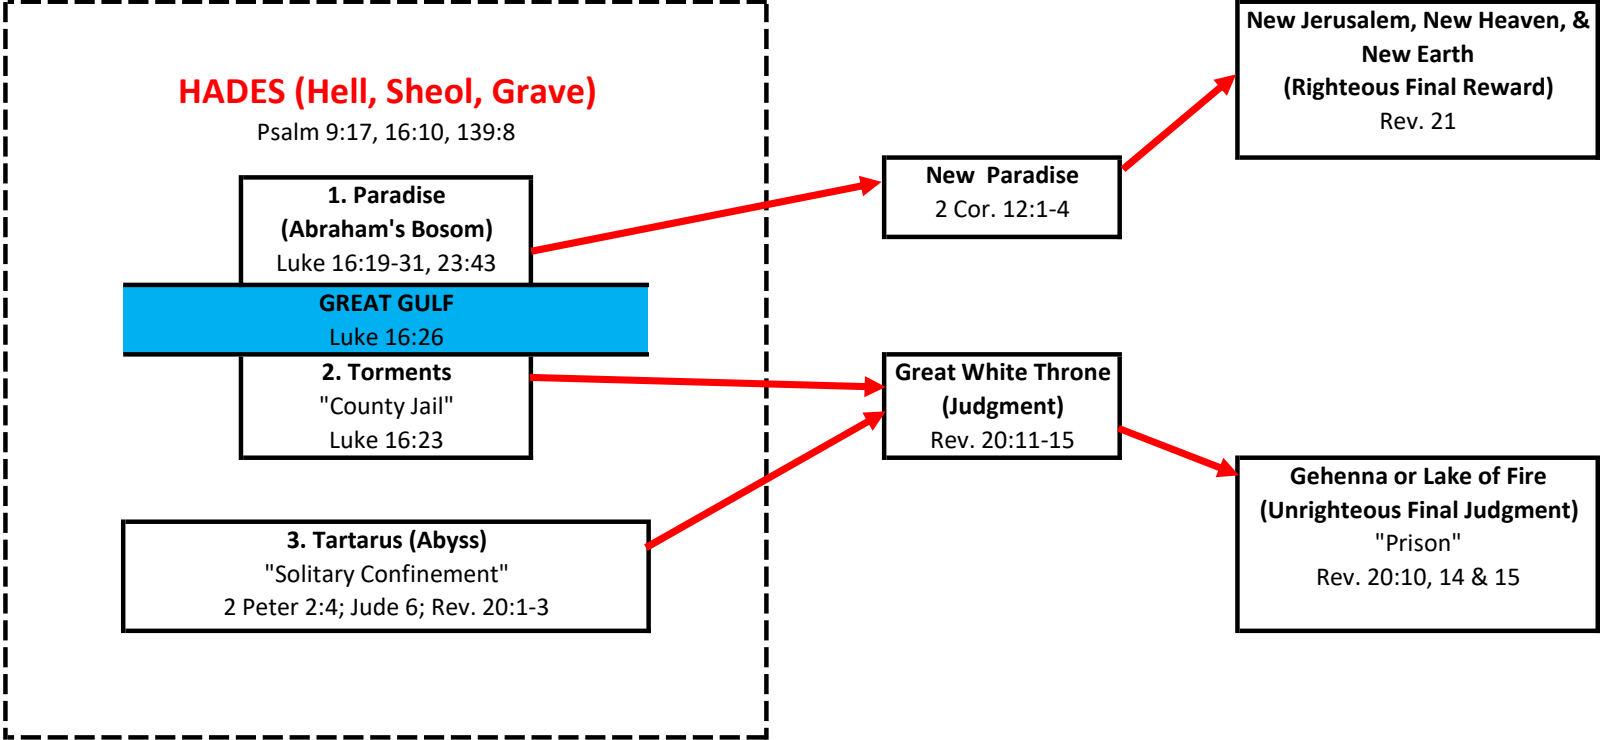 HADES (Hell, Sheol, Grave)
Psalm 9:17, 16:10, 139:8
1. Paradise
(Abraham's Bosom)
Luke 16:19-31, 23:43
GREAT GULF
Luke 16:26
2. Torments
"County Jail"
Luke 16:23
3. Tartarus (Abyss)
"Solitary Confinement"
2 Peter 2:4; Jude 6; Rev. 20:1-3
New Paradise
2 Cor. 12:1-4
Great White Throne
(Judgment)
Rev. 20:11-15
New Jerusalem, New Heaven, &
New Earth
(Righteous Final Reward)
Rev. 21
Gehenna or Lake of Fire
(Unrighteous Final Judgment)
"Prison"
Rev. 20:10, 14 & 15